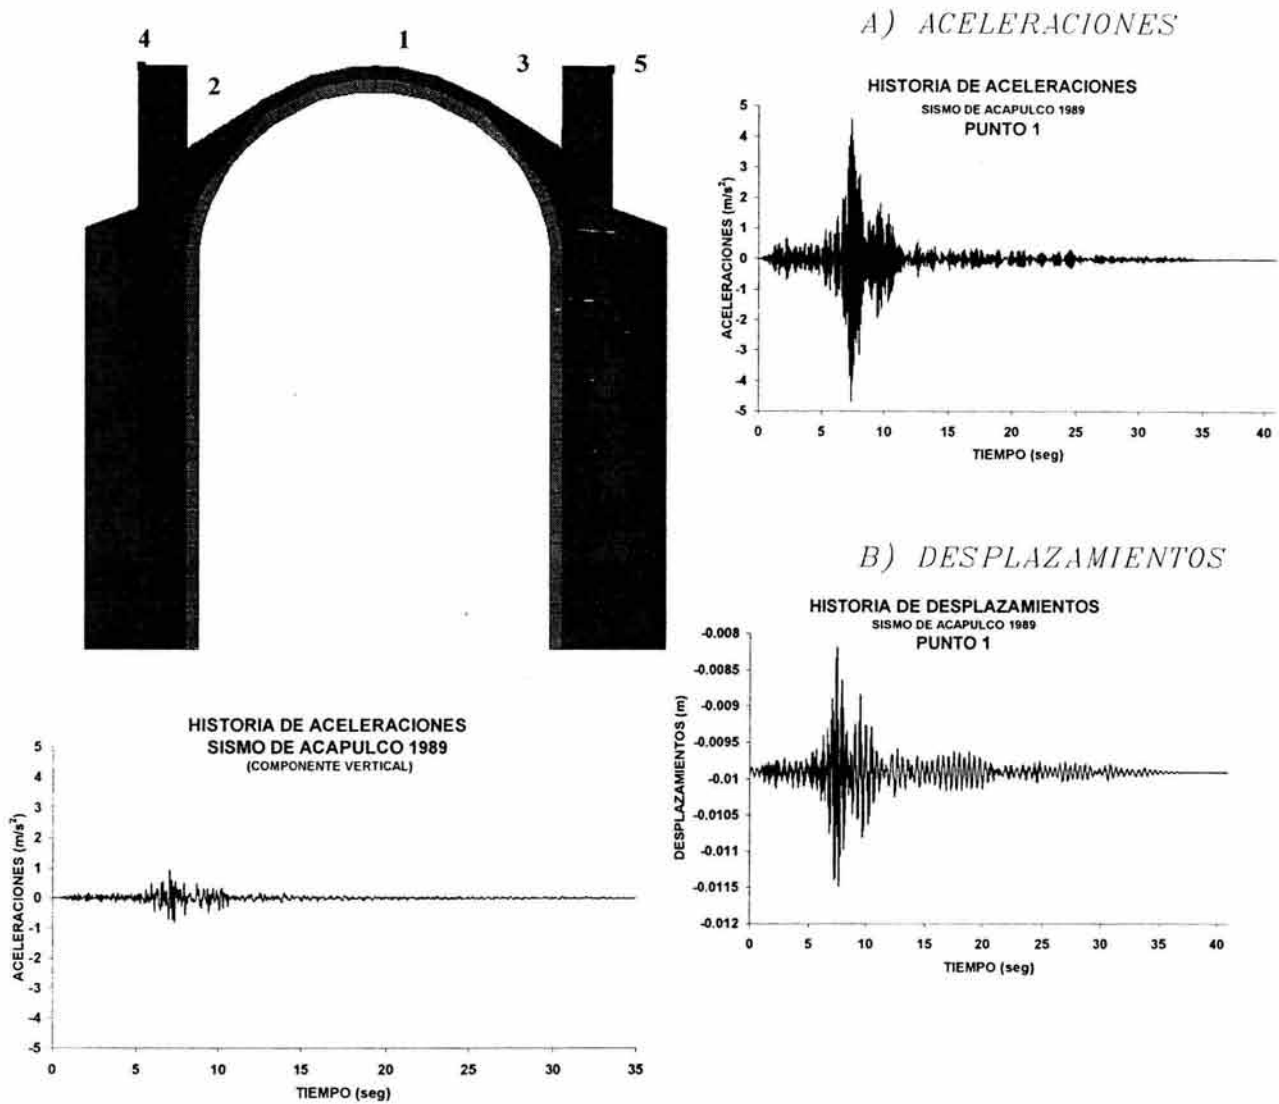 4
1
3
5
2
A) ACELERACIONES
HISTORIA DE ACELERACIONES
SISMO DE ACAPULCO 1989
PUNTO 1
ACELERACIONES (m/s²)
5
4
3
2
1
0
-1
-2
-3
-4
-5
0 5 10 15 20 25 30 35 40
TIEMPO (seg)
B) DESPLAZAMIENTOS
HISTORIA DE DESPLAZAMIENTOS
SISMO DE ACAPULCO 1989
PUNTO 1
DESPLAZAMIENTOS (m)
-0.008
-0.0085
-0.009
-0.0095
-0.01
-0.0105
-0.011
-0.0115
-0.012
0 5 10 15 20 25 30 35 40
TIEMPO (seg)
HISTORIA DE ACELERACIONES
SISMO DE ACAPULCO 1989
(COMPONENTE VERTICAL)
ACELERACIONES (m/s²)
5
4
3
2
1
0
-1
-2
-3
-4
-5
0 5 10 15 20 25 30 35
TIEMPO (seg)